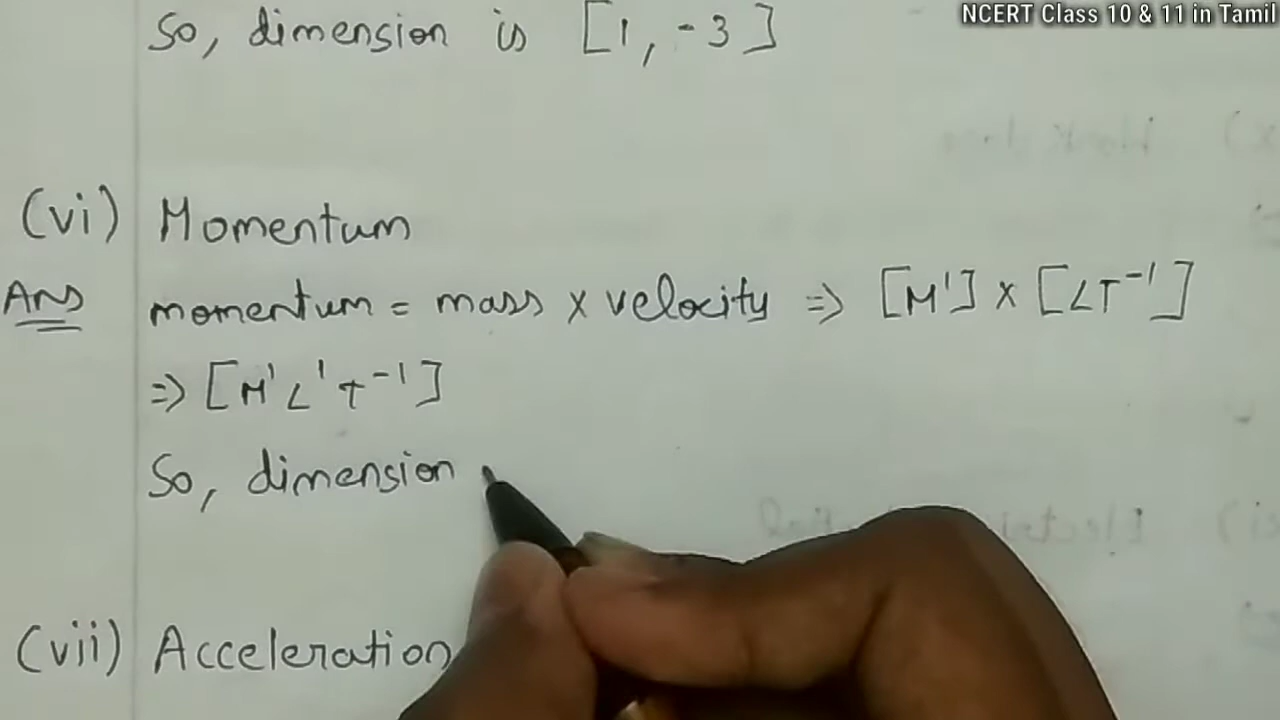 NCERT Class 10 & 11 in Tamil
So, dimension is [1, -3]
(vi) Momentum
Ans momentum = mass × velocity => [M¹] × [LT⁻¹]
=> [M¹L¹T⁻¹]
So, dimension
(vii) Acceleration